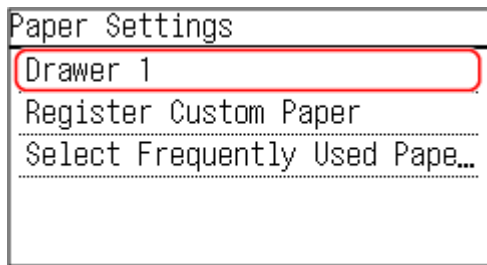 Paper Settings
Drawer 1
Register Custom Paper
Select Frequently Used Pape...